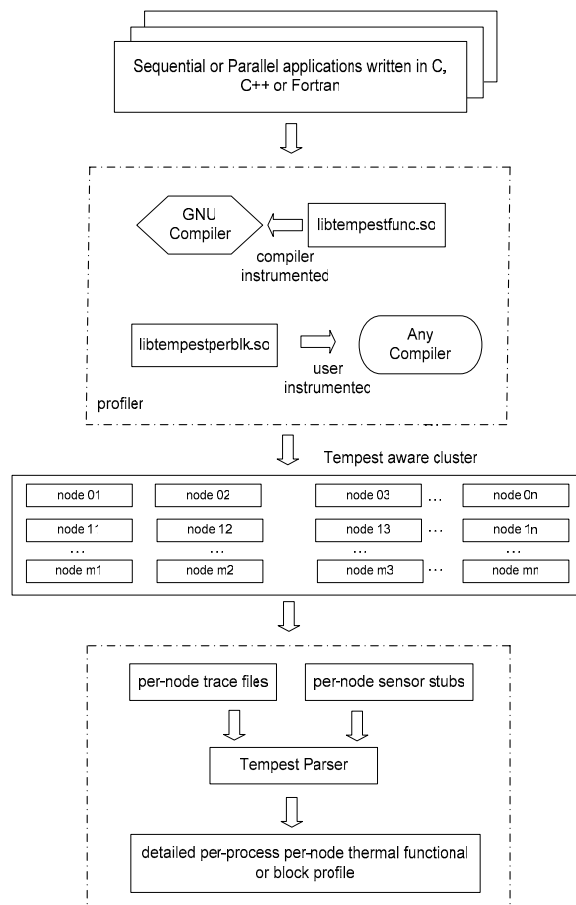 Sequential or Parallel applications written in C,
C++ or Fortran
GNU
Compiler
libtempestfunc.so
compiler
instrumented
libtempestperblk.so
Any
Compiler
user
instrumented
profiler
Tempest aware cluster
node 01 node 02 node 03 ... node 0n
node 11 node 12 node 13 ... node 1n
... ... ... ...
node m1 node m2 node m3 ... node mn
per-node trace files per-node sensor stubs
Tempest Parser
detailed per-process per-node thermal functional
or block profile